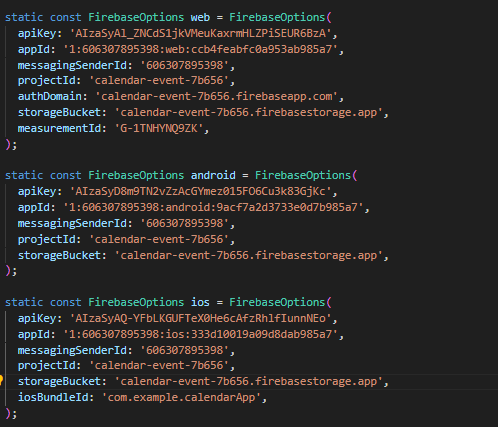 static const FirebaseOptions web = FirebaseOptions(
apiKey: 'AIzaSyAl_ZNCdS1jkVMeuKaxrmHLZPiSEUR6BzA',
appId: '1:606307895398:web:ccb4feabfc0a953ab985a7',
messagingSenderId: '606307895398',
projectId: 'calendar-event-7b656',
authDomain: 'calendar-event-7b656.firebaseapp.com',
storageBucket: 'calendar-event-7b656.firebasestorage.app',
measurementId: 'G-1TNHYNQ9ZK',
);
static const FirebaseOptions android = FirebaseOptions(
apiKey: 'AIzaSyD8m9TN2vZzAcGYmez015FO6Cu3k83GjKc',
appId: '1:606307895398:android:9acf7a2d3733e0d7b985a7',
messagingSenderId: '606307895398',
projectId: 'calendar-event-7b656',
storageBucket: 'calendar-event-7b656.firebasestorage.app',
);
static const FirebaseOptions ios = FirebaseOptions(
apiKey: 'AIzaSyAQ-YFbLKGUFTeX0He6cAfzRh1fIunnNEo',
appId: '1:606307895398:ios:333d10019a09d8dab985a7',
messagingSenderId: '606307895398',
projectId: 'calendar-event-7b656',
storageBucket: 'calendar-event-7b656.firebasestorage.app',
iosBundleId: 'com.example.calendarApp',
);